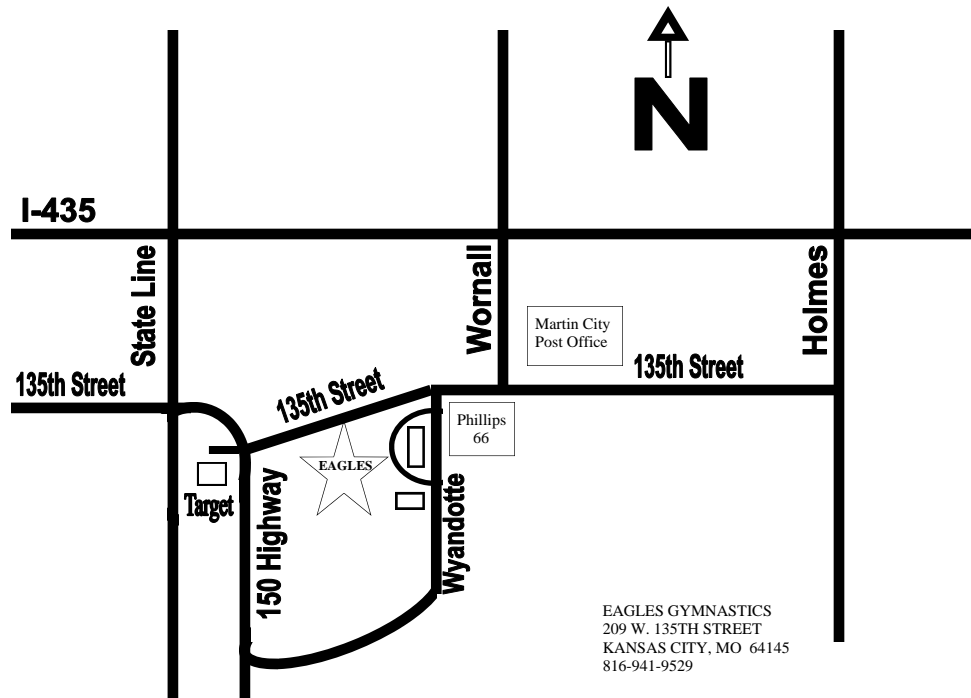 N
I-435
State Line
Wornall
Holmes
Martin City
Post Office
135th Street
135th Street
135th Street
Phillips
66
EAGLES
Target
150 Highway
Wyandotte
EAGLES GYMNASTICS
209 W. 135TH STREET
KANSAS CITY, MO  64145
816-941-9529